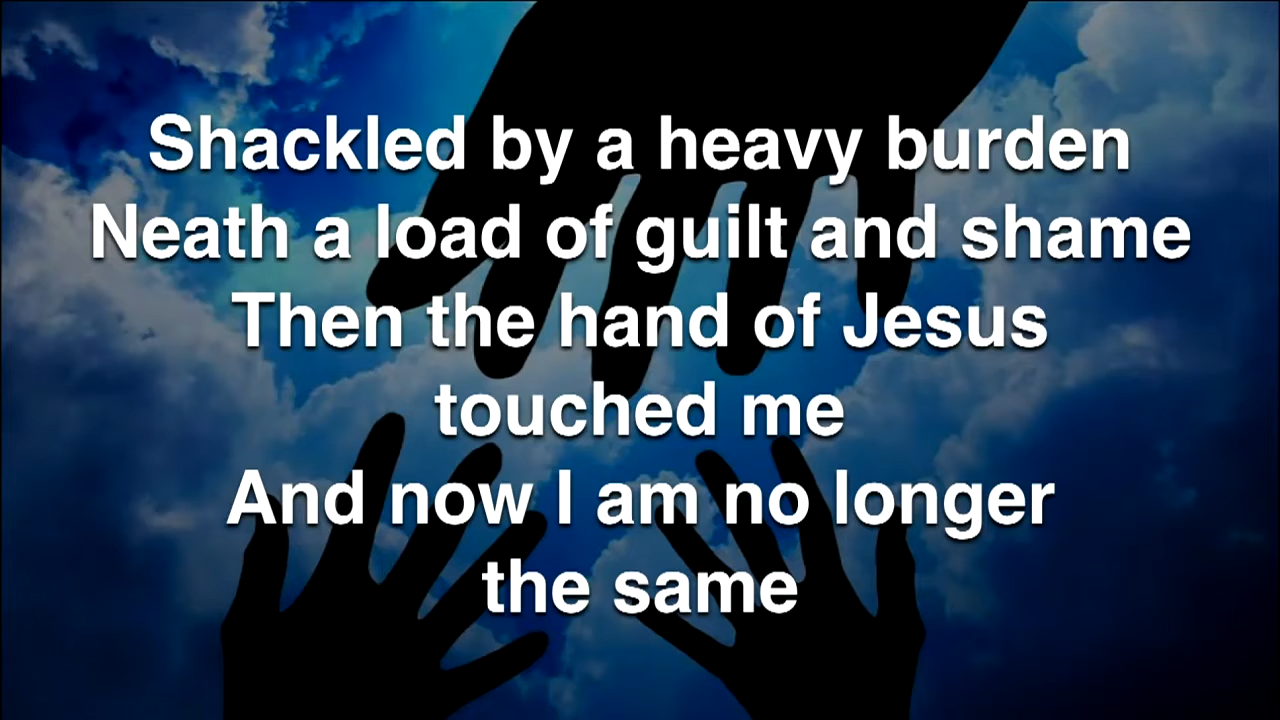 Shackled by a heavy burden
Neath a load of guilt and shame
Then the hand of Jesus
touched me
And now I am no longer
the same